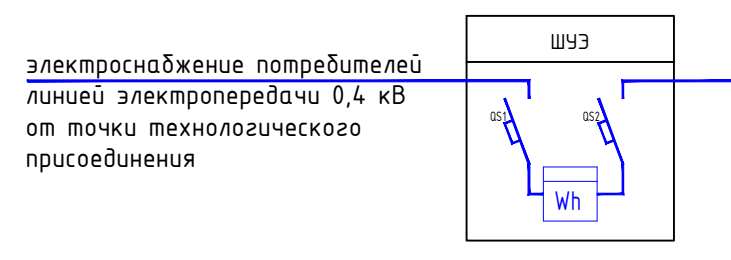 ШУЭ
электроснабжение потребителей
линией электропередачи 0,4 кВ
от точки технологического
присоединения
QS1
QS2
Wh